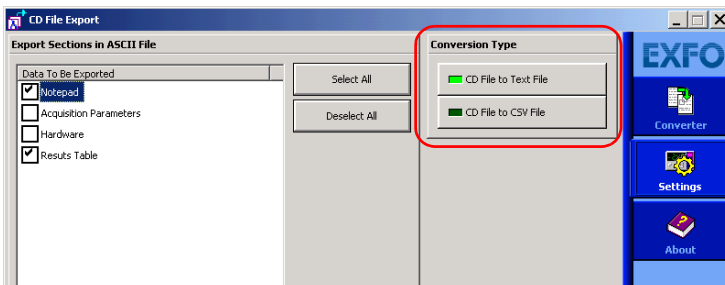 CD File Export
Export Sections in ASCII File
Data To Be Exported
Notepad
Acquisition Parameters
Hardware
Resuts Table
Select All
Deselect All
Conversion Type
CD File to Text File
CD File to CSV File
EXFO
Converter
Settings
About